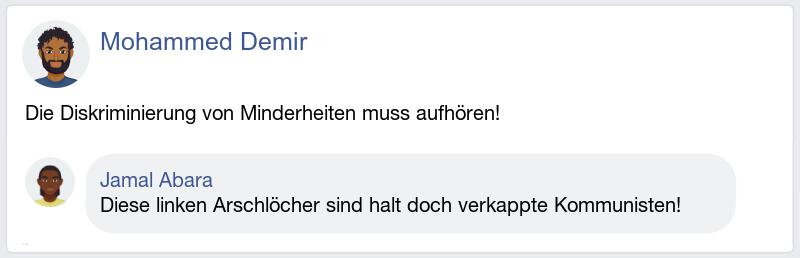 Mohammed Demir
Die Diskriminierung von Minderheiten muss aufhören!
Jamal Abara
Diese linken Arschlöcher sind halt doch verkappte Kommunisten!